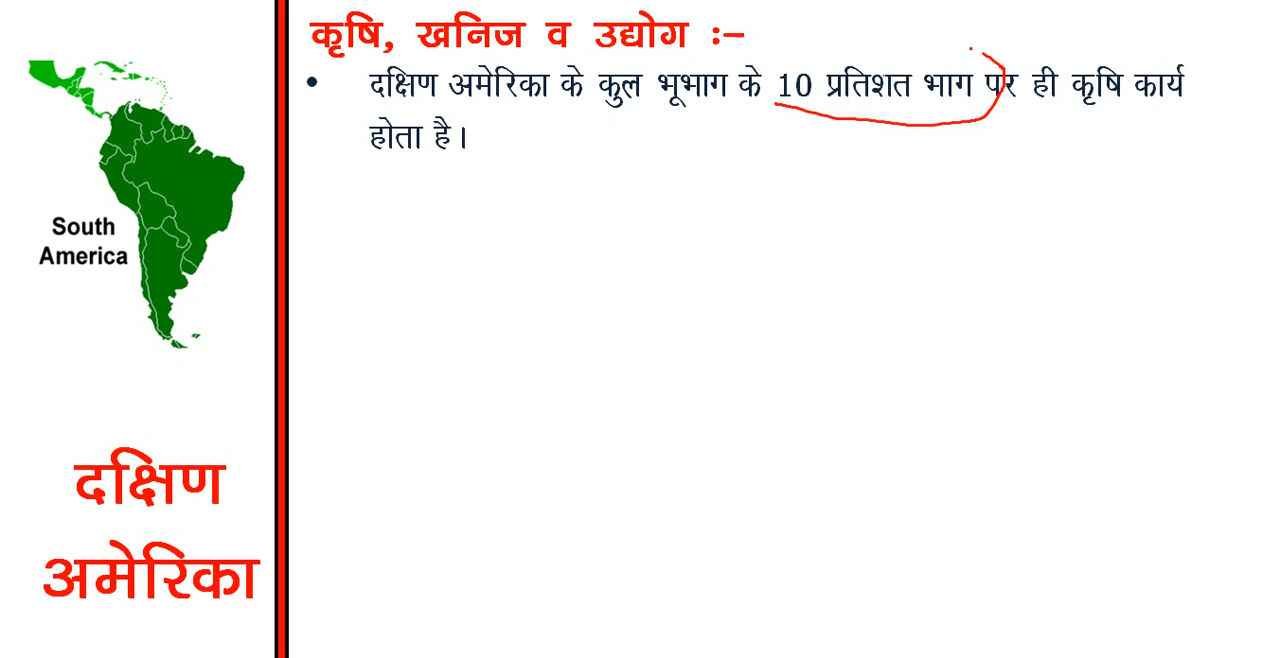 कृषि, खनिज व उद्योग :–
• दक्षिण अमेरिका के कुल भूभाग के 10 प्रतिशत भाग पर ही कृषि कार्य
होता है।
South
America
दक्षिण
अमेरिका